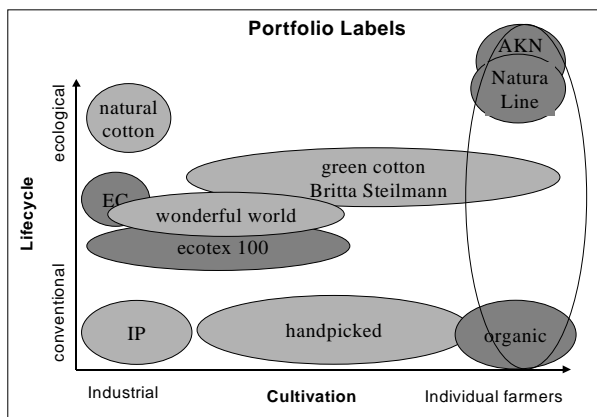 Portfolio Labels
AKN
Natura
Line
natural
cotton
green cotton
Britta Steilmann
EC
wonderful world
ecotex 100
IP
handpicked
organic
ecological
Lifecycle
conventional
Industrial
Cultivation
Individual farmers